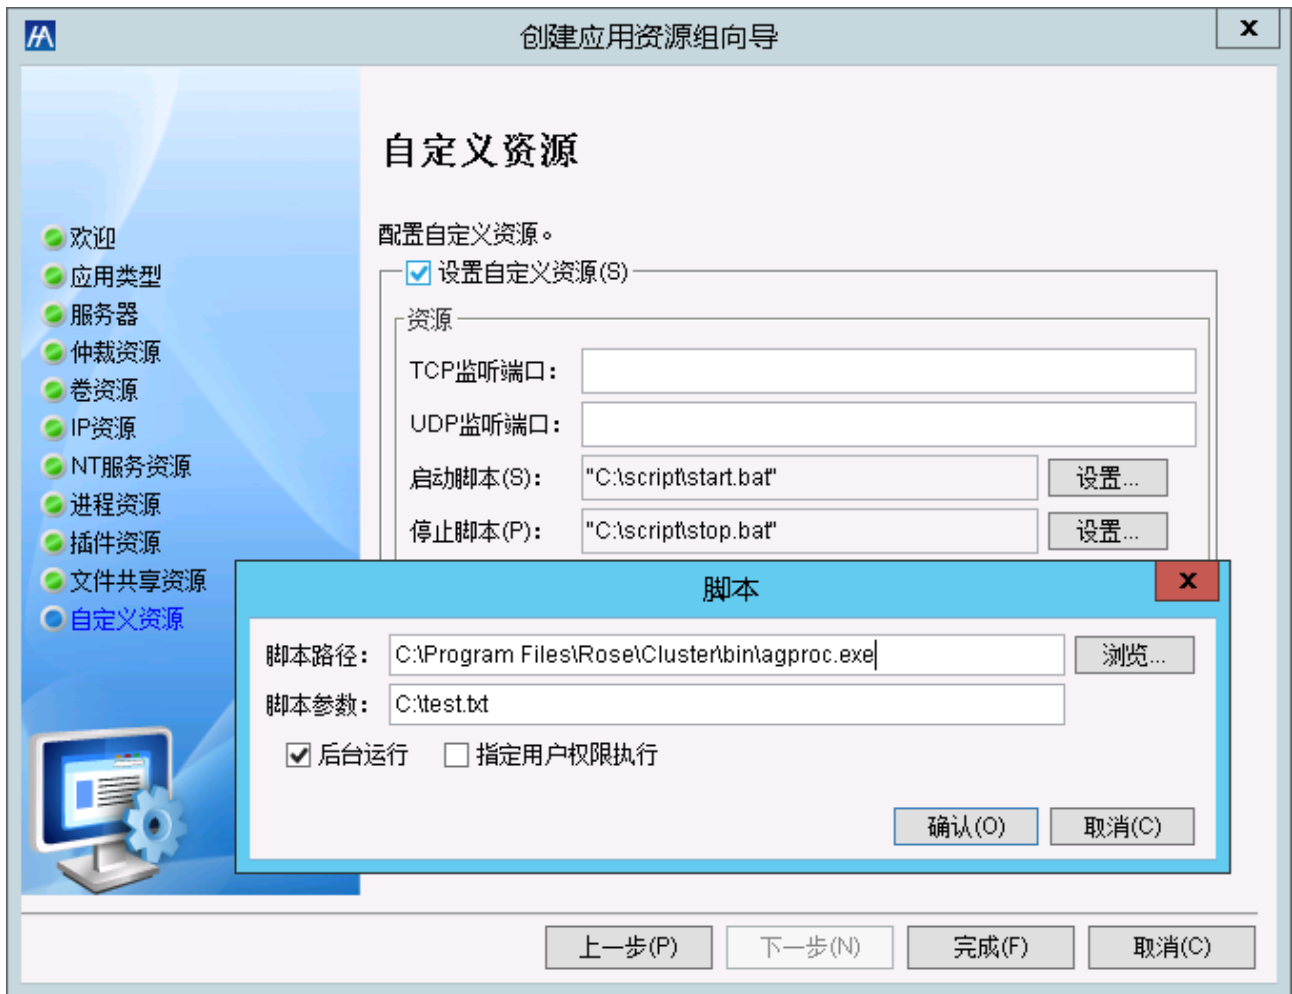 创建应用资源组向导
x
自定义资源
欢迎
应用类型
服务器
仲裁资源
卷资源
IP资源
NT服务资源
进程资源
插件资源
文件共享资源
自定义资源
配置自定义资源。
设置自定义资源(S)
资源
TCP监听端口：
UDP监听端口：
启动脚本(S)： "C:\script\start.bat" 设置...
停止脚本(P)： "C:\script\stop.bat" 设置...
脚本
x
脚本路径： C:\Program Files\Rose\Cluster\bin\agproc.exe 浏览...
脚本参数： C:\test.txt
后台运行 指定用户权限执行
确认(O) 取消(C)
上一步(P) 下一步(N) 完成(F) 取消(C)